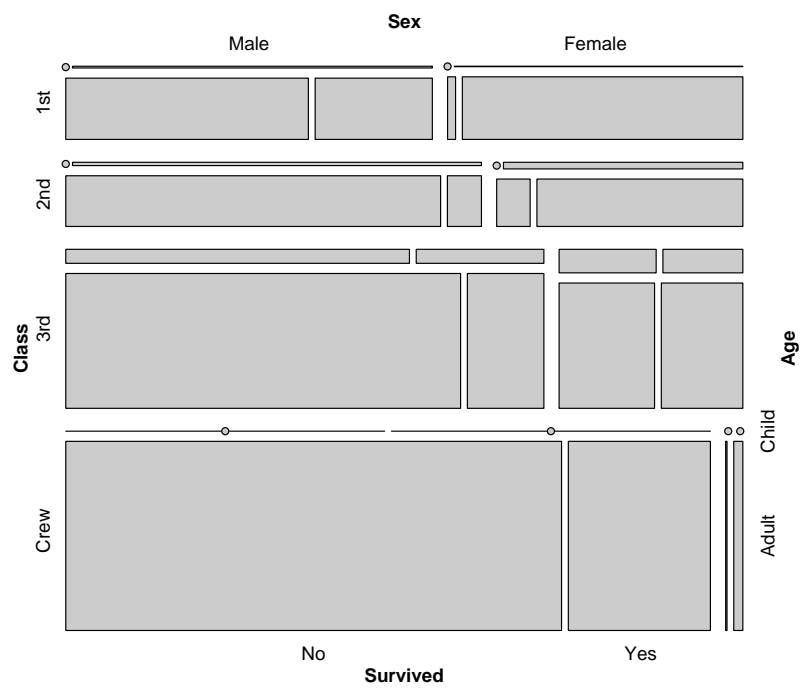 Sex
Male Female
1st
2nd
3rd
Crew
Class
Age
Child
Adult
No Yes
Survived